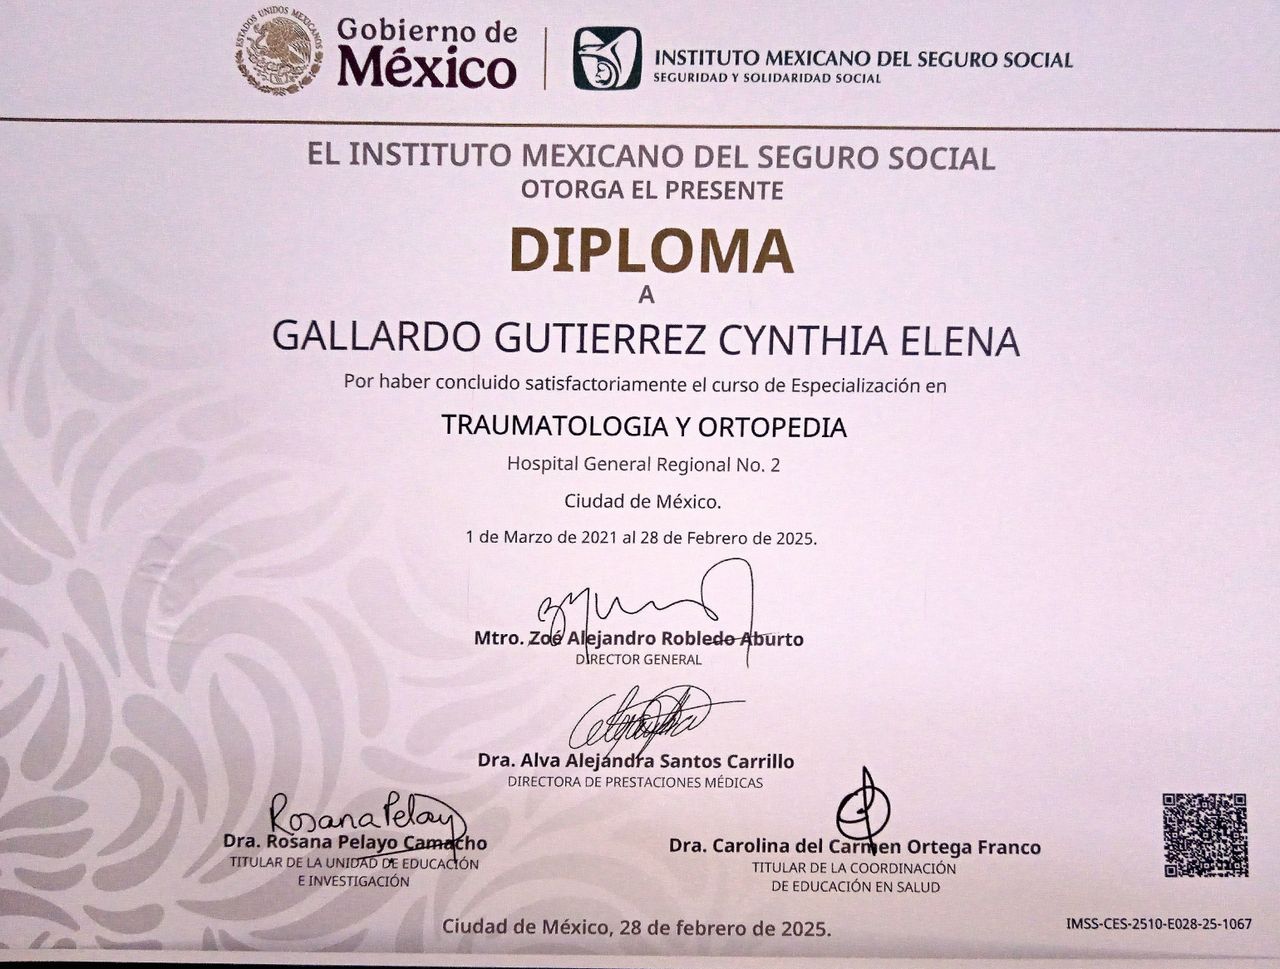 ESTADOS UNIDOS MEXICANOS
Gobierno de
México
INSTITUTO MEXICANO DEL SEGURO SOCIAL
SEGURIDAD Y SOLIDARIDAD SOCIAL
EL INSTITUTO MEXICANO DEL SEGURO SOCIAL
OTORGA EL PRESENTE
DIPLOMA
A
GALLARDO GUTIERREZ CYNTHIA ELENA
Por haber concluido satisfactoriamente el curso de Especialización en
TRAUMATOLOGIA Y ORTOPEDIA
Hospital General Regional No. 2
Ciudad de México.
1 de Marzo de 2021 al 28 de Febrero de 2025.
Mtro. Zoé Alejandro Robledo Aburto
DIRECTOR GENERAL
Dra. Alva Alejandra Santos Carrillo
DIRECTORA DE PRESTACIONES MÉDICAS
Rosana Pelayo
Dra. Rosana Pelayo Camacho
TITULAR DE LA UNIDAD DE EDUCACIÓN
E INVESTIGACIÓN
Dra. Carolina del Carmen Ortega Franco
TITULAR DE LA COORDINACIÓN
DE EDUCACIÓN EN SALUD
Ciudad de México, 28 de febrero de 2025.
IMSS-CES-2510-E028-25-1067